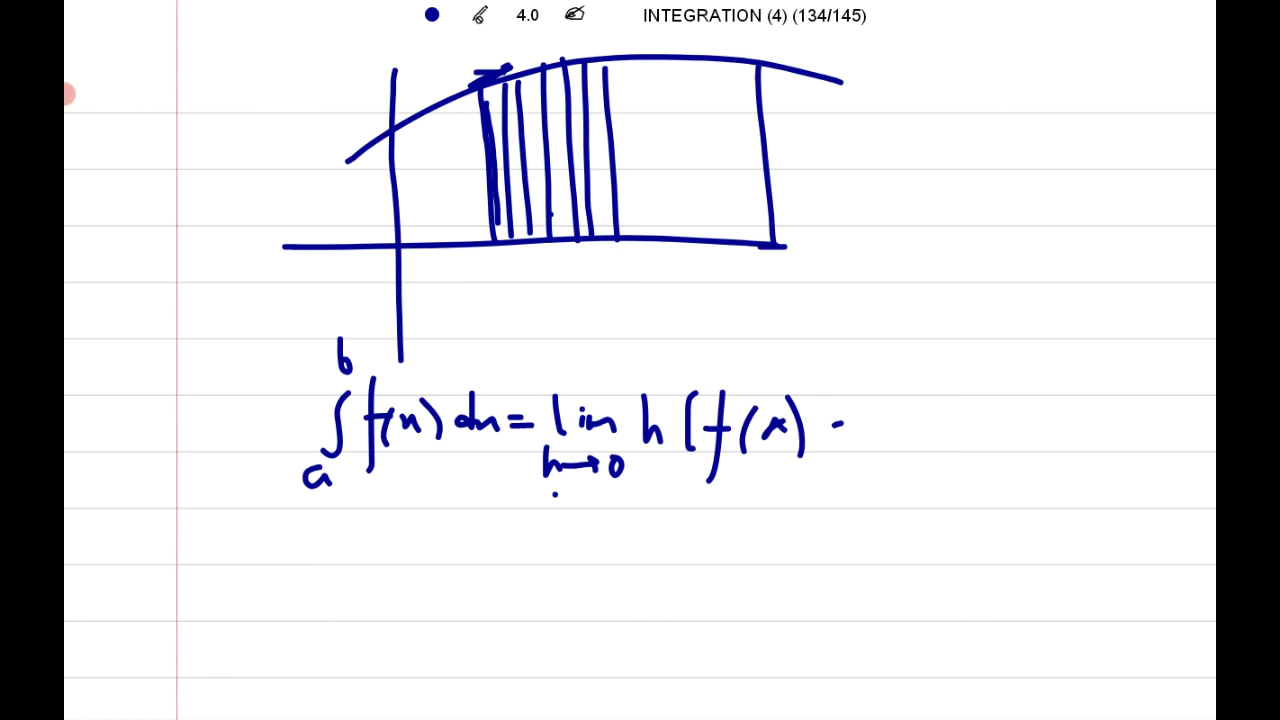 4.0 INTEGRATION (4) (134/145)
b
∫ f(x) dx = lim h [f(x) -
a h→0